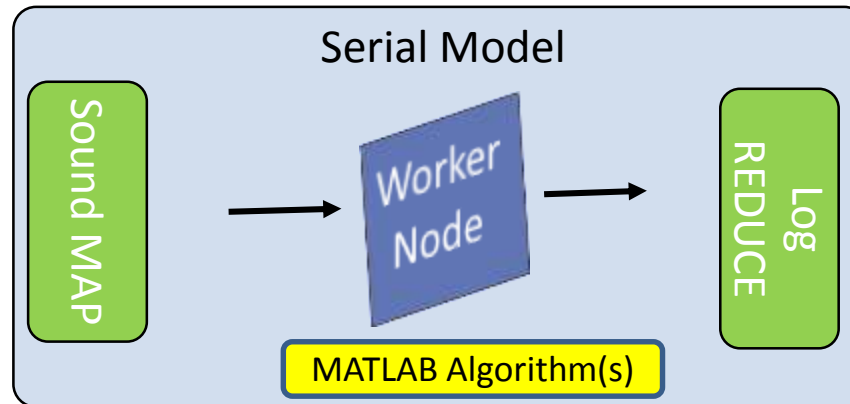 Serial Model
Sound MAP
Worker
Node
Log
REDUCE
MATLAB Algorithm(s)